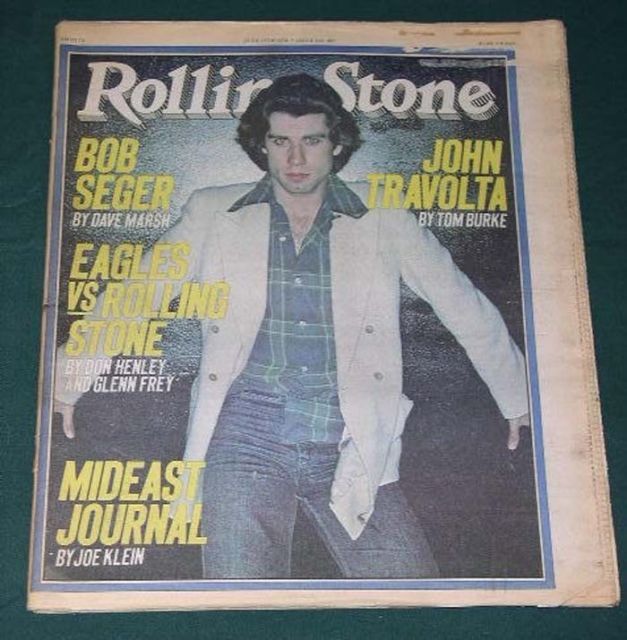 Rolling Stone
BOB
SEGER
BY DAVE MARSH
JOHN
TRAVOLTA
BY TOM BURKE
EAGLES
VS ROLLING
STONE
BY DON HENLEY
AND GLENN FREY
MIDEAST
JOURNAL
BY JOE KLEIN